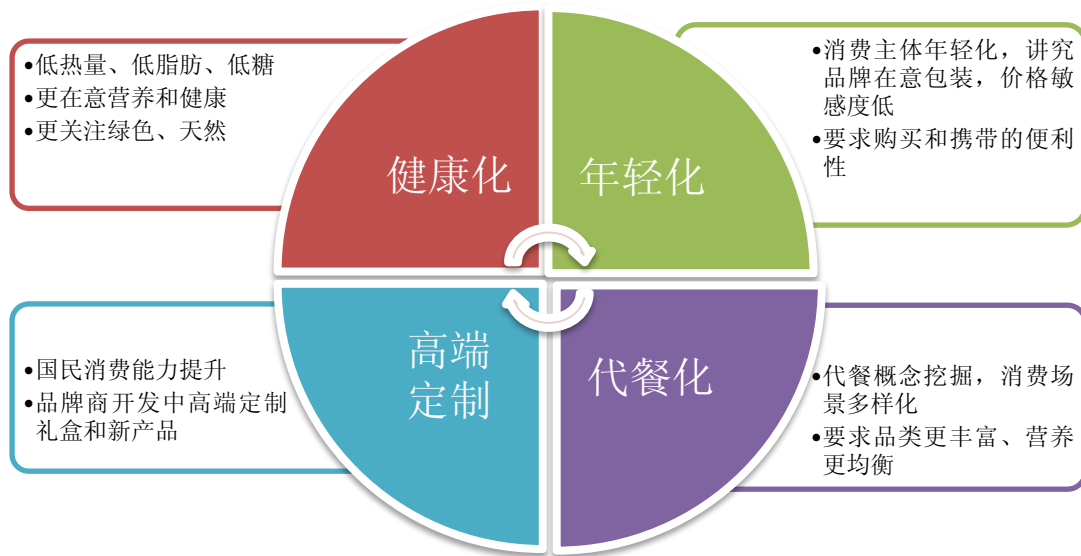 •低热量、低脂肪、低糖
•更在意营养和健康
•更关注绿色、天然
健康化
年轻化
•消费主体年轻化，讲究
品牌在意包装，价格敏
感度低
•要求购买和携带的便利
性
•国民消费能力提升
•品牌商开发中高端定制
礼盒和新产品
高端
定制
代餐化
•代餐概念挖掘，消费场
景多样化
•要求品类更丰富、营养
更均衡